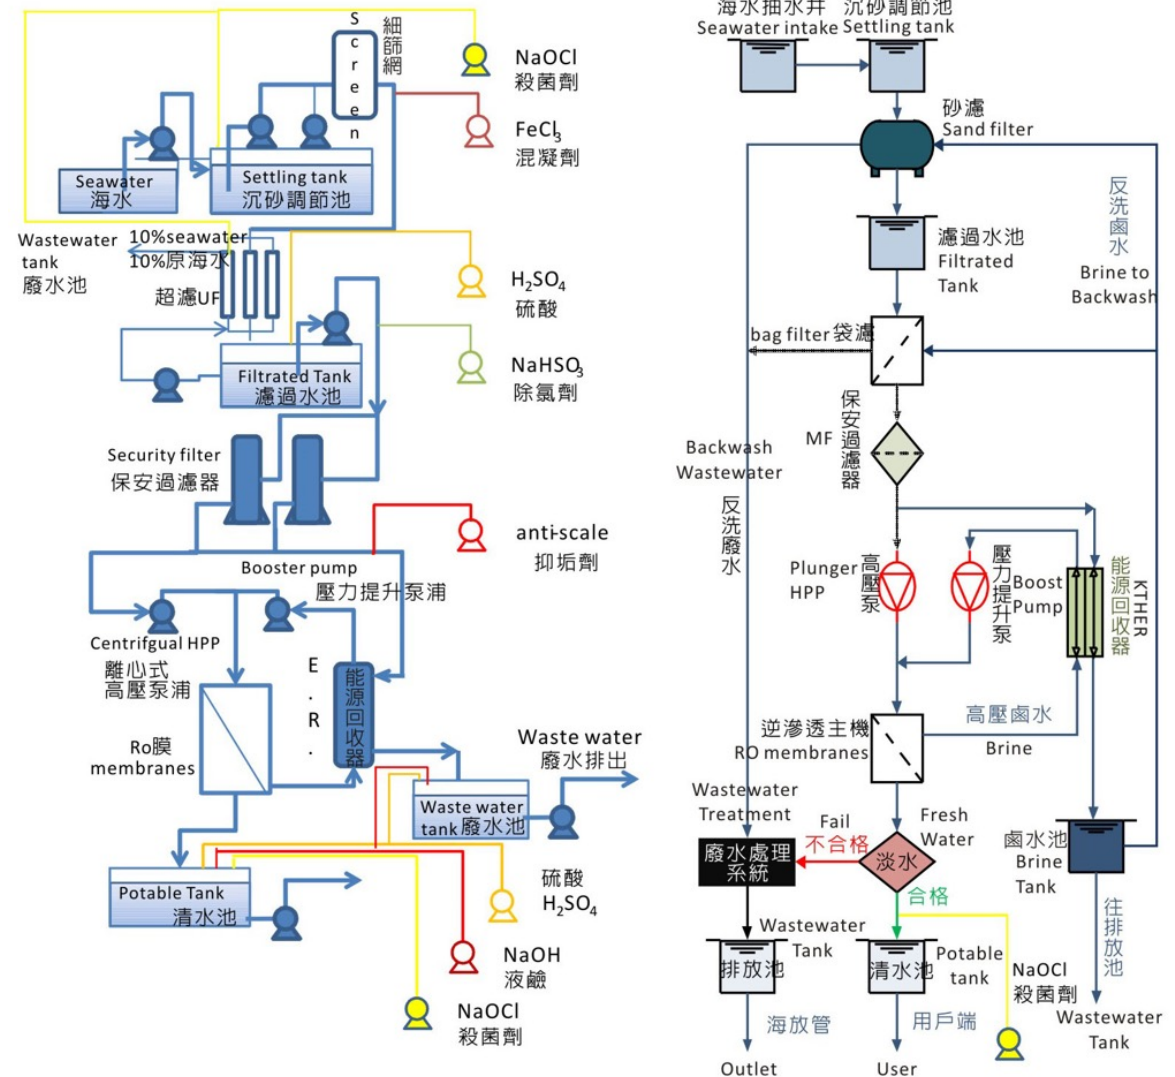 Screen
細篩網
NaOCl
殺菌劑
FeCl3
混凝劑
Seawater
海水
Settling tank
沉砂調節池
Wastewater
tank
廢水池
10%seawater
10%原海水
超濾UF
H2SO4
硫酸
NaHSO3
除氯劑
Filtrated Tank
濾過水池
Security filter
保安過濾器
anti-scale
抑垢劑
Booster pump
壓力提升泵浦
Centrifgual HPP
離心式
高壓泵浦
E.R.
能源回收器
Ro膜
membranes
Waste water
廢水排出
Waste water
tank 廢水池
Potable Tank
清水池
硫酸
H2SO4
NaOH
液鹼
NaOCl
殺菌劑
海水抽水井
Seawater intake
沉砂調節池
Settling tank
砂濾
Sand filter
反洗鹵水
Brine to
Backwash
濾過水池
Filtrated
Tank
bag filter 袋濾
保安過濾器
MF
Backwash
Wastewater
反洗廢水
Plunger
HPP
高壓泵
壓力提升泵
Boost
Pump
能源回收器
KTHER
高壓鹵水
Brine
逆滲透主機
RO membranes
Wastewater
Treatment
Fail
不合格
Fresh
Water
廢水處理
系統
淡水
合格
鹵水池
Brine
Tank
往排放池
Wastewater
Tank
排放池
清水池
Potable
tank
NaOCl
殺菌劑
海放管
用戶端
Wastewater
Tank
Outlet
User